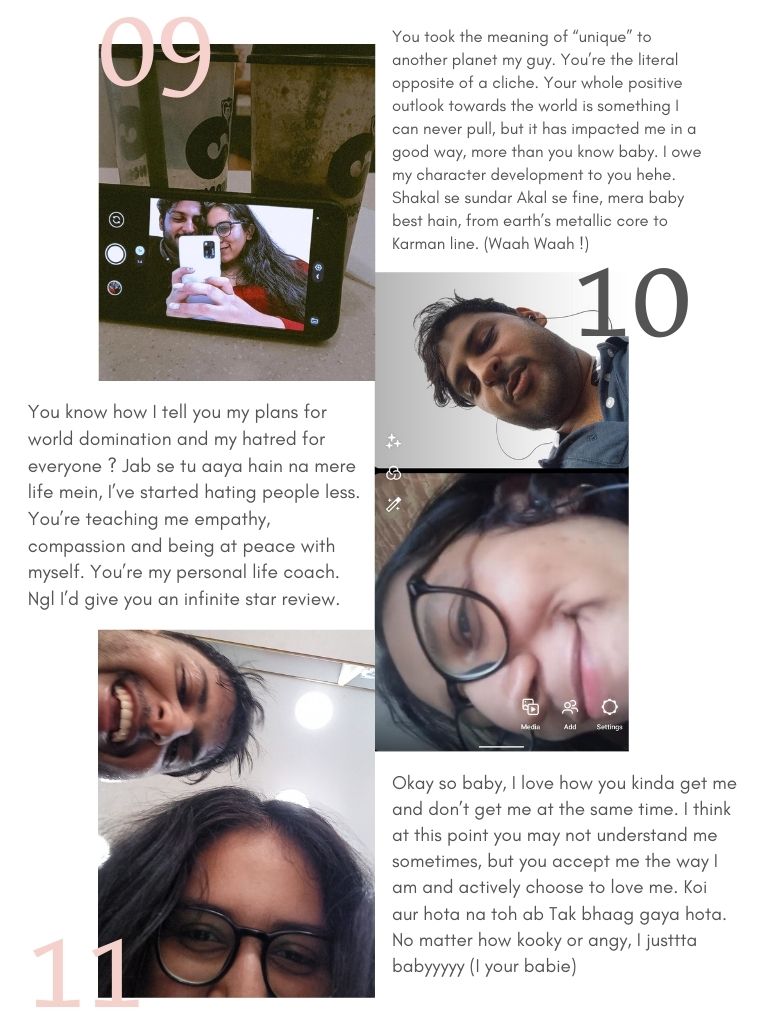 09
You took the meaning of “unique” to
another planet my guy. You’re the literal
opposite of a cliche. Your whole positive
outlook towards the world is something I
can never pull, but it has impacted me in a
good way, more than you know baby. I owe
my character development to you hehe.
Shakal se sundar Akal se fine, mera baby
best hain, from earth’s metallic core to
Karman line. (Waah Waah !)
10
You know how I tell you my plans for
world domination and my hatred for
everyone ? Jab se tu aaya hain na mere
life mein, I’ve started hating people less.
You’re teaching me empathy,
compassion and being at peace with
myself. You’re my personal life coach.
Ngl I’d give you an infinite star review.
Media Add Settings
11
Okay so baby, I love how you kinda get me
and don’t get me at the same time. I think
at this point you may not understand me
sometimes, but you accept me the way I
am and actively choose to love me. Koi
aur hota na toh ab Tak bhaag gaya hota.
No matter how kooky or angy, I justtta
babyyyyy (I your babie)